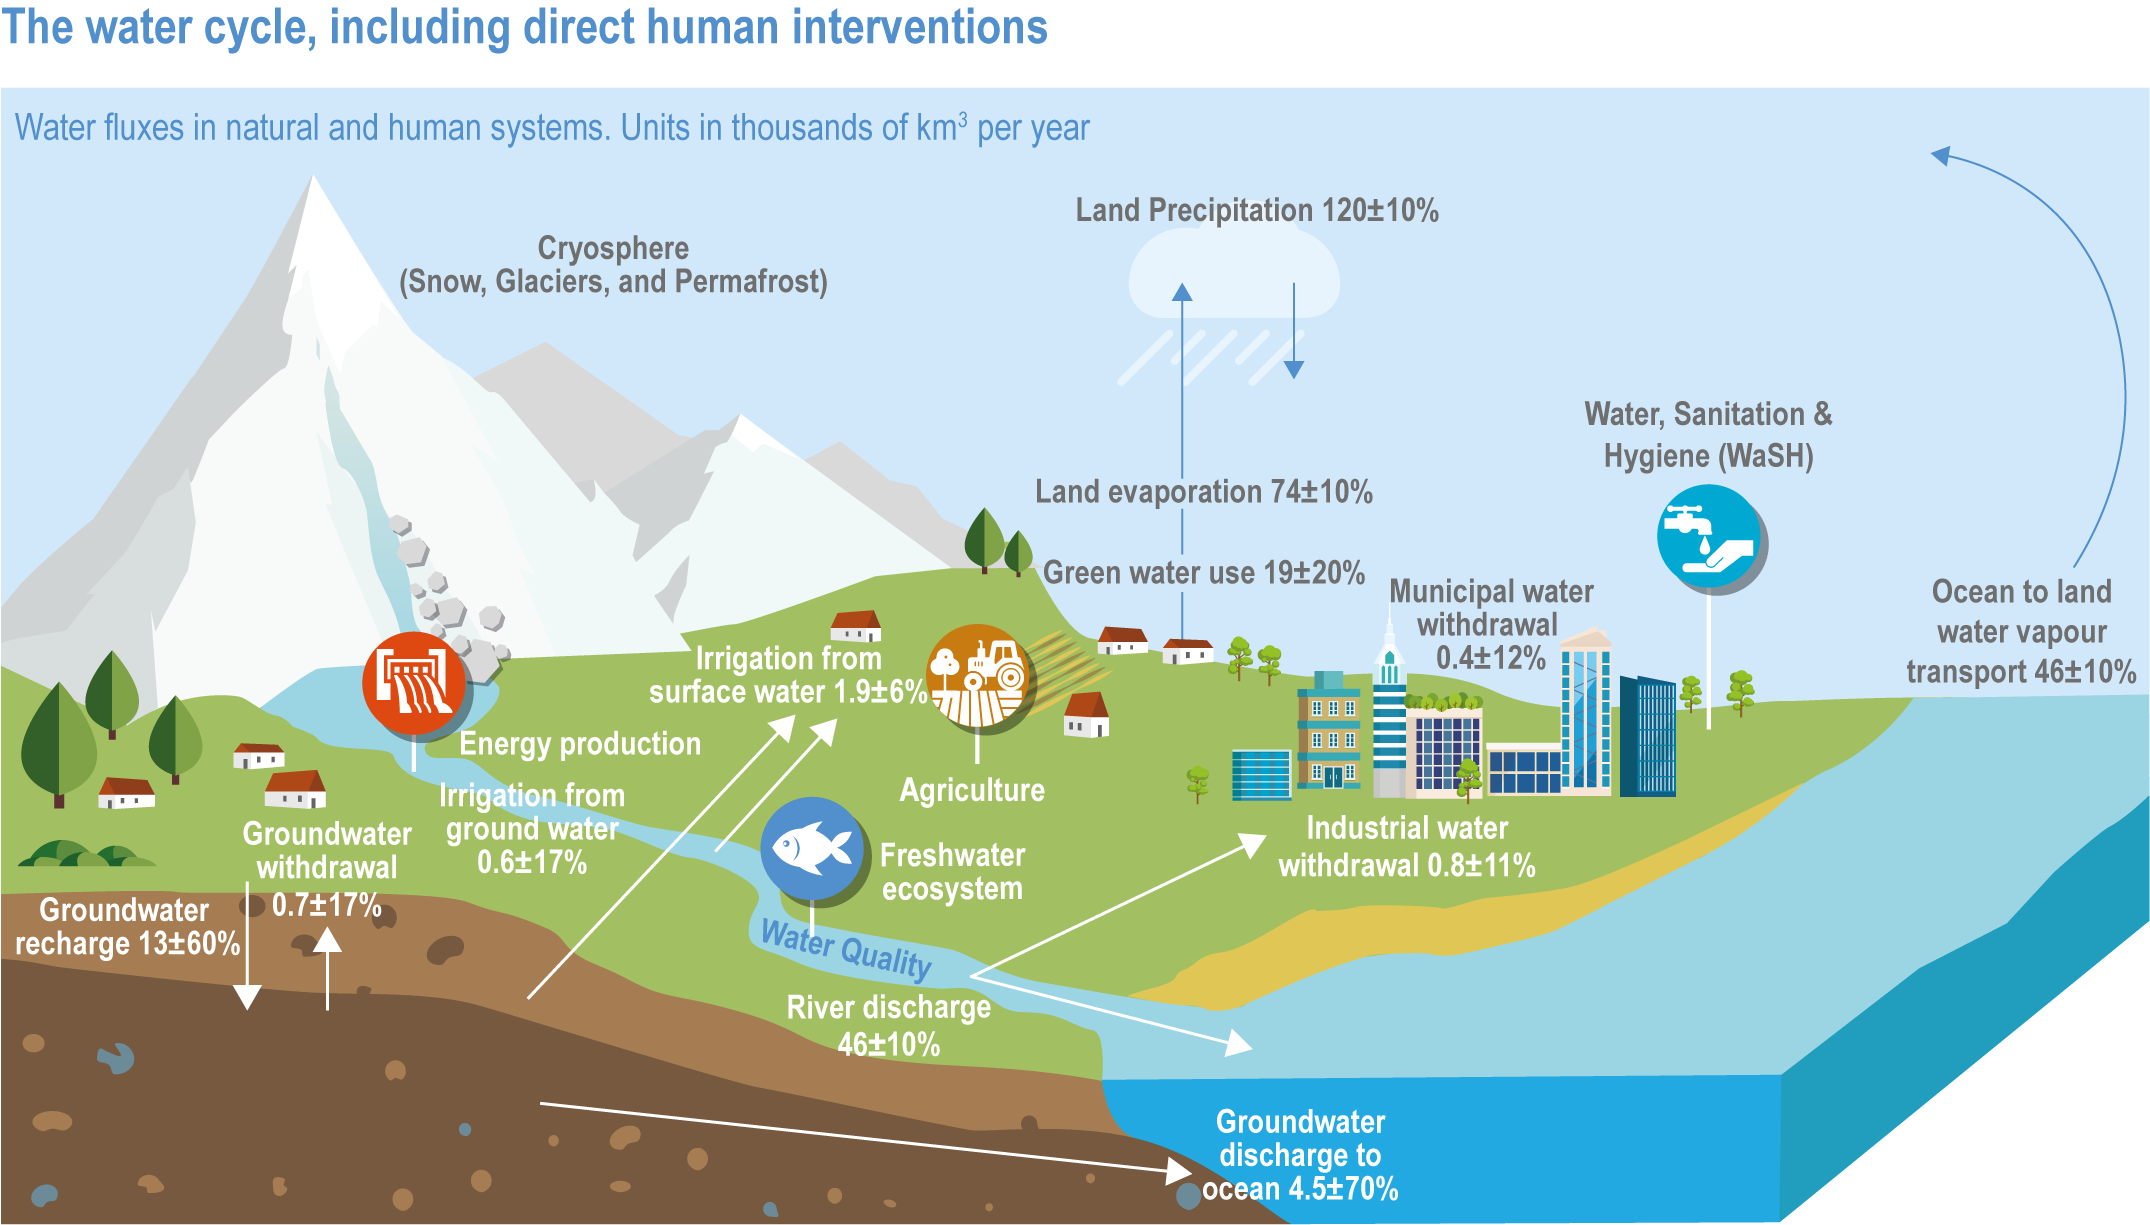 The water cycle, including direct human interventions
Water fluxes in natural and human systems. Units in thousands of km³ per year
Land Precipitation 120±10%
Cryosphere
(Snow, Glaciers, and Permafrost)
Water, Sanitation &
Hygiene (WaSH)
Land evaporation 74±10%
Green water use 19±20%
Municipal water
withdrawal
0.4±12%
Ocean to land
water vapour
transport 46±10%
Irrigation from
surface water 1.9±6%
Energy production
Agriculture
Irrigation from
ground water
0.6±17%
Groundwater
withdrawal
0.7±17%
Industrial water
withdrawal 0.8±11%
Freshwater
ecosystem
Groundwater
recharge 13±60%
Water Quality
River discharge
46±10%
Groundwater
discharge to
ocean 4.5±70%